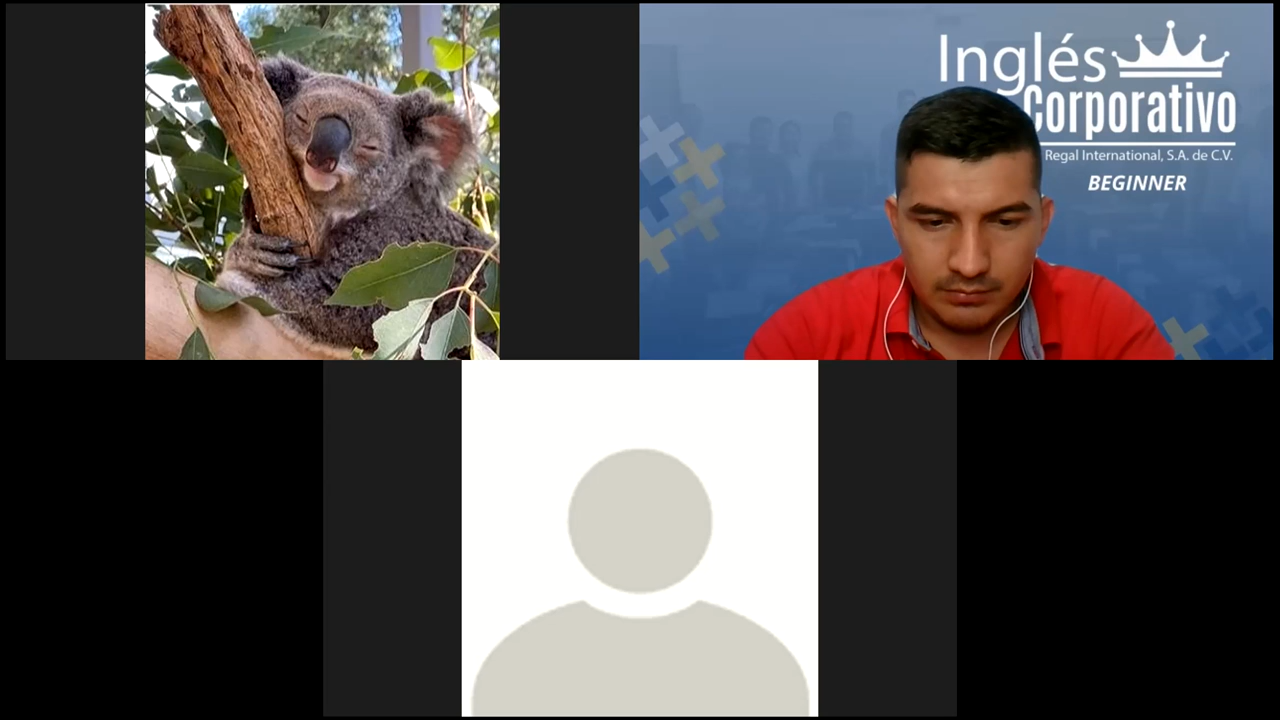 Inglés
Corporativo
Regal International, S.A. de C.V.
BEGINNER